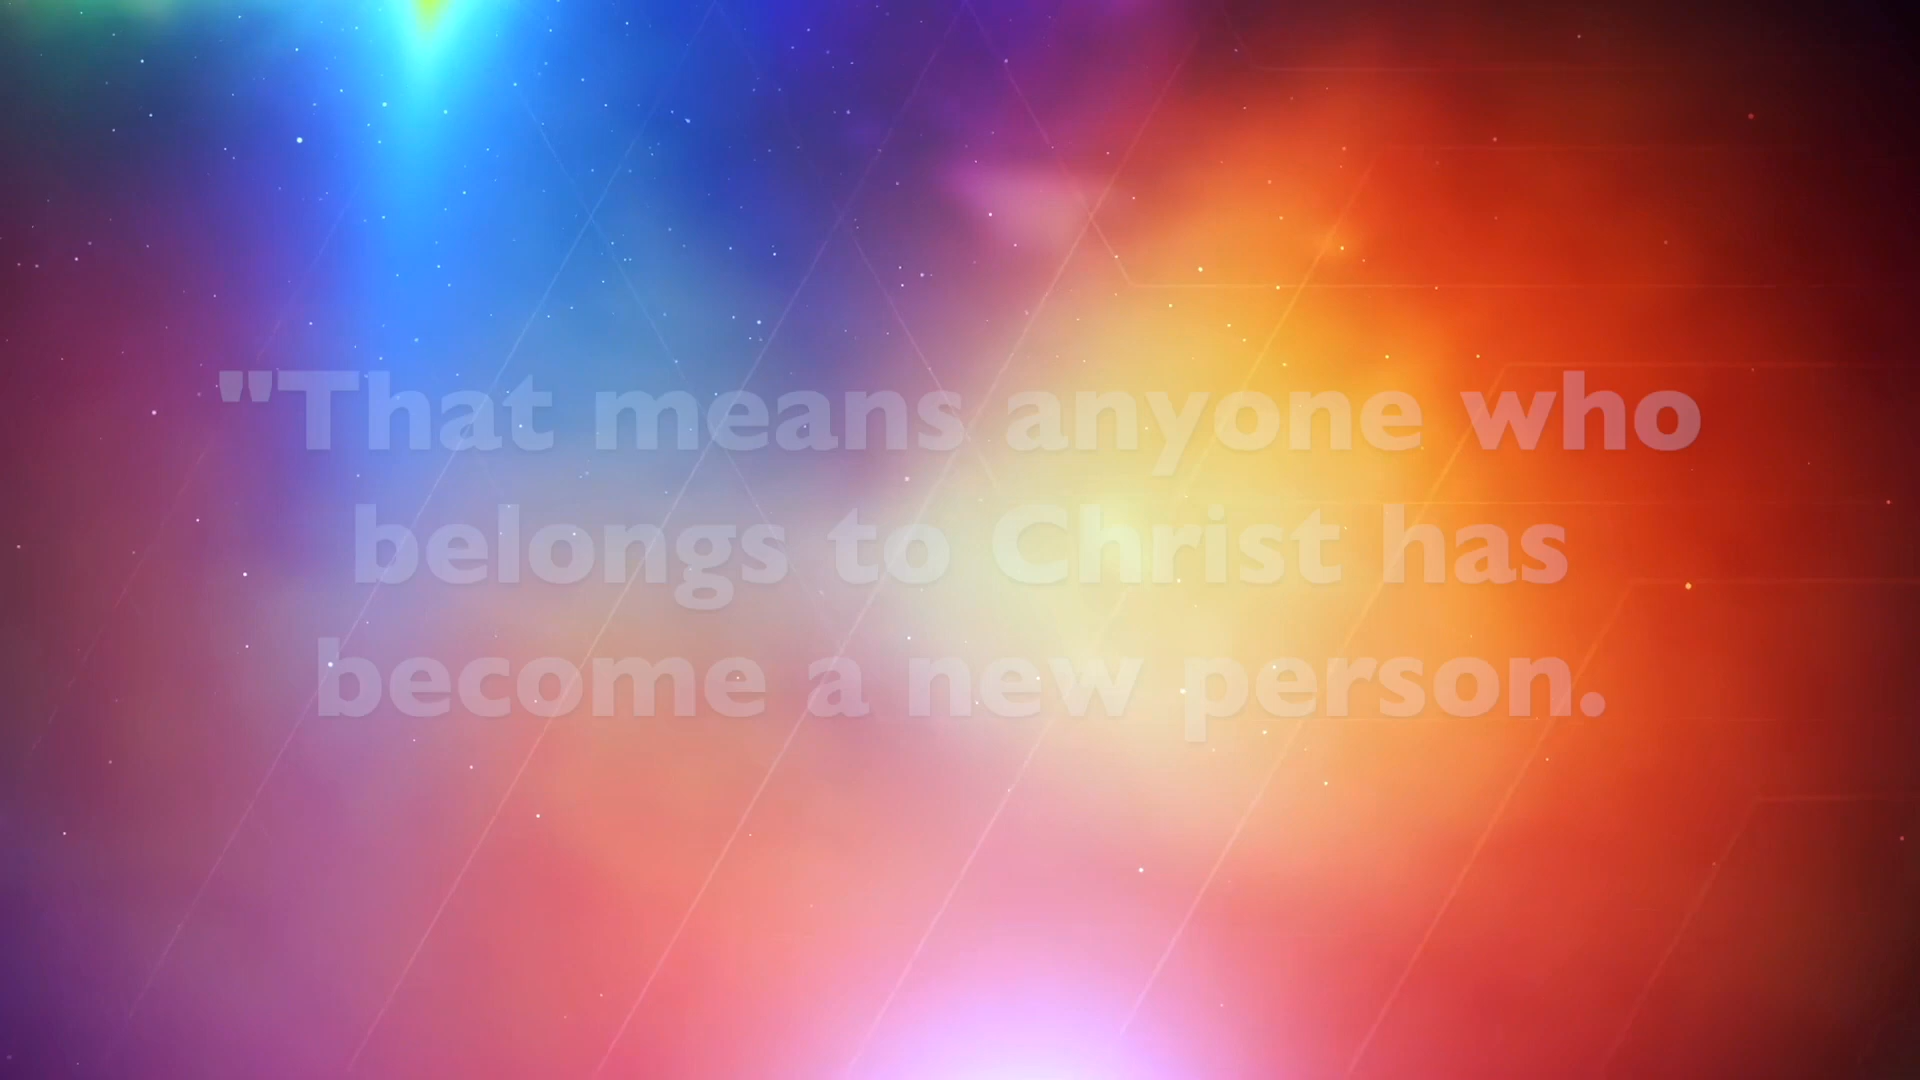 "That means anyone who
belongs to Christ has
become a new person.